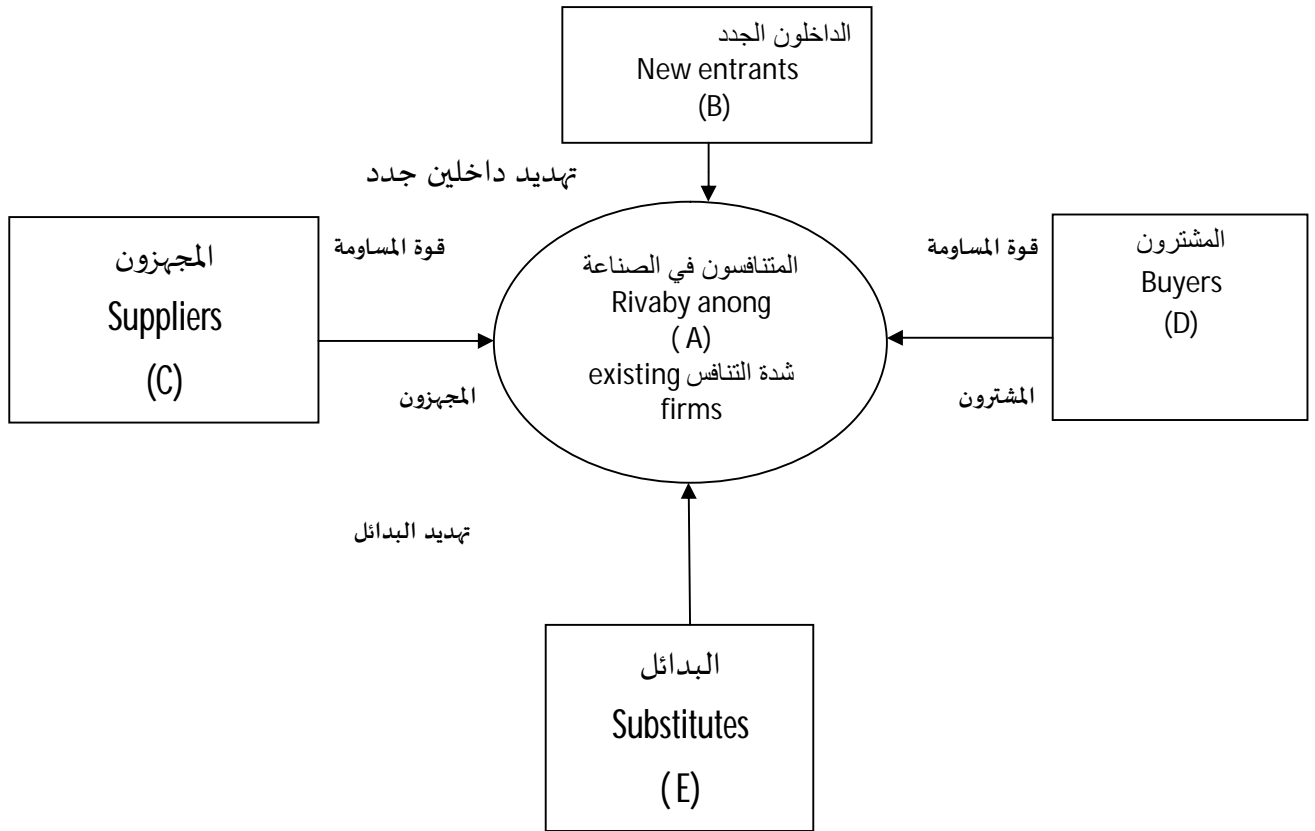 الداخلون الجدد
New entrants
(B)
تهديد داخلين جدد
المجهزون
Suppliers
(C)
قوة المساومة
المجهزون
المتنافسون في الصناعة
Rivaby anong
( A)
شدة التنافس existing
firms
قوة المساومة
المشترون
المشترون
Buyers
(D)
تهديد البدائل
البدائل
Substitutes
( E)